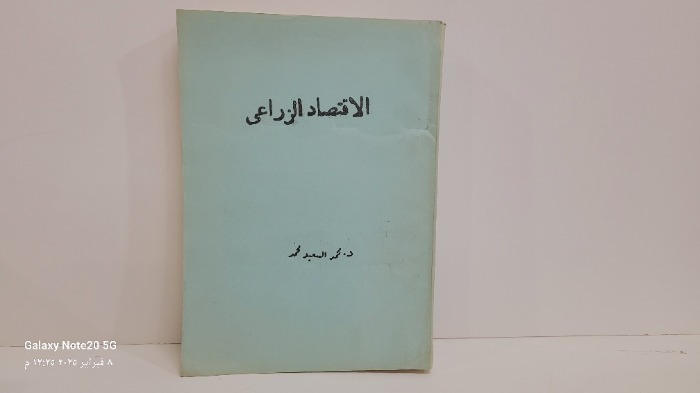 الاقتصاد الزراعى
د. محمد السعيد محمد
Galaxy Note20 5G
٨ فبراير ٢٠٢٥ ١٢:٢٥ م